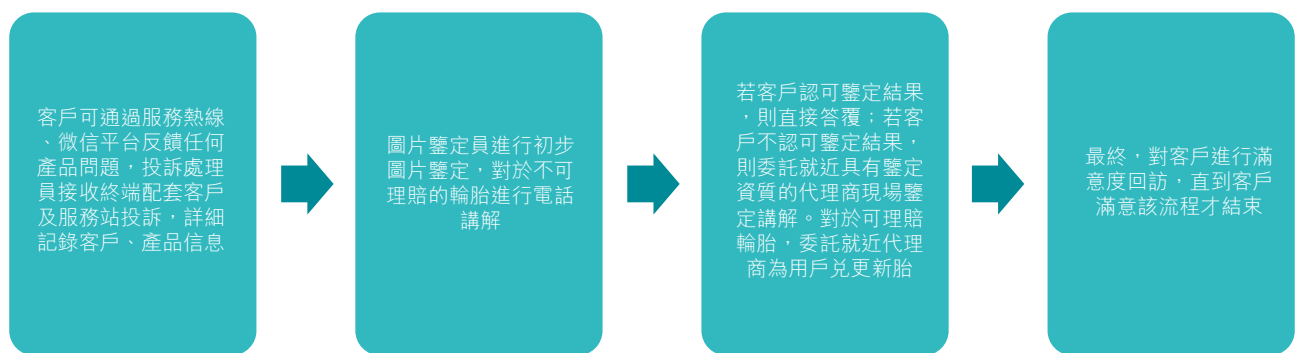 客戶可通過服務熱線
、微信平台反饋任何
產品問題，投訴處理
員接收終端配套客戶
及服務站投訴，詳細
記錄客戶、產品信息
圖片鑒定員進行初步
圖片鑒定，對於不可
理賠的輪胎進行電話
講解
若客戶認可鑒定結果
，則直接答覆；若客
戶不認可鑒定結果，
則委託就近具有鑒定
資質的代理商現場鑒
定講解。對於可理賠
輪胎，委託就近代理
商為用戶兌更新胎
最終，對客戶進行滿
意度回訪，直到客戶
滿意該流程才結束